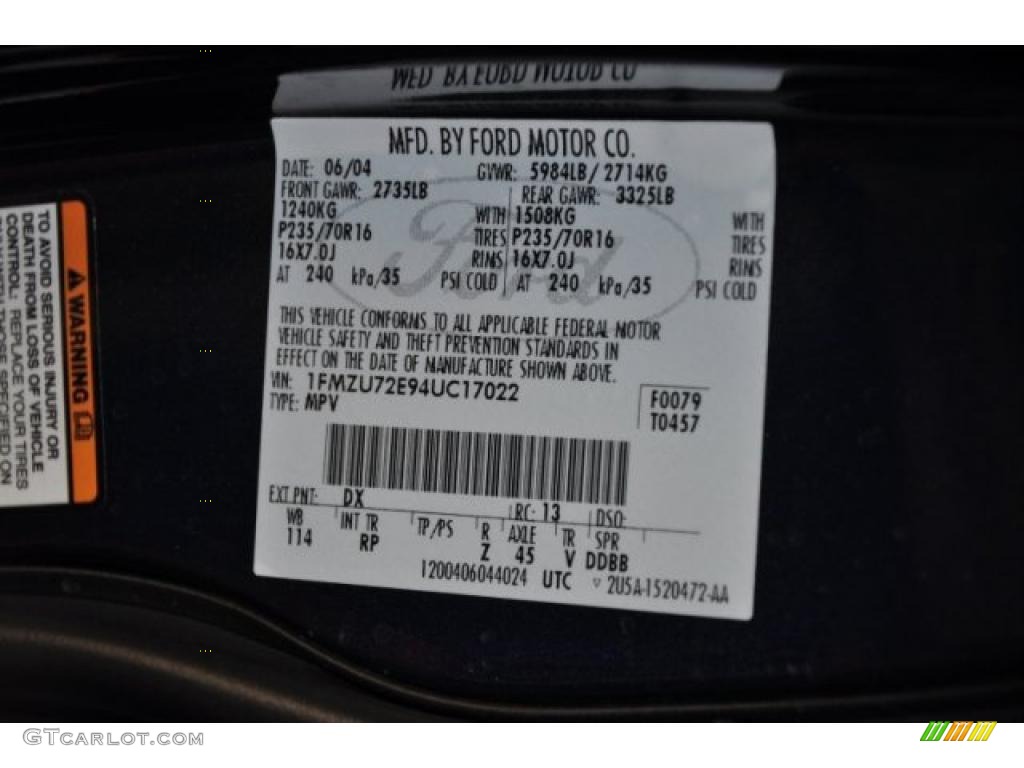 MFD. BY FORD MOTOR CO.
DATE: 06/04 GVWR: 5984LB/ 2714KG
FRONT GAWR: 2735LB REAR GAWR: 3325LB
1240KG WITH 1508KG WITH
P235/70R16 TIRES P235/70R16 TIRES
16X7.0J RIMS 16X7.0J RIMS
AT 240 kPa/35 PSI COLD AT 240 kPa/35 PSI COLD
Ford
THIS VEHICLE CONFORMS TO ALL APPLICABLE FEDERAL MOTOR
VEHICLE SAFETY AND THEFT PREVENTION STANDARDS IN
EFFECT ON THE DATE OF MANUFACTURE SHOWN ABOVE.
VIN: 1FMZU72E94UC17022
TYPE: MPV
F0079
T0457
EXT PNT: DX RC: 13 DSO:
WB INT TR TP/PS R AXLE TR SPR
114 RP Z 45 V DDBB
1200406044024 UTC ▽ 2U5A-1520472-AA
WARNING
TO AVOID SERIOUS INJURY OR
DEATH FROM LOSS OF VEHICLE
CONTROL: REPLACE YOUR TIRES
THOSE SPECIFIED ON
GTCARLOT.COM